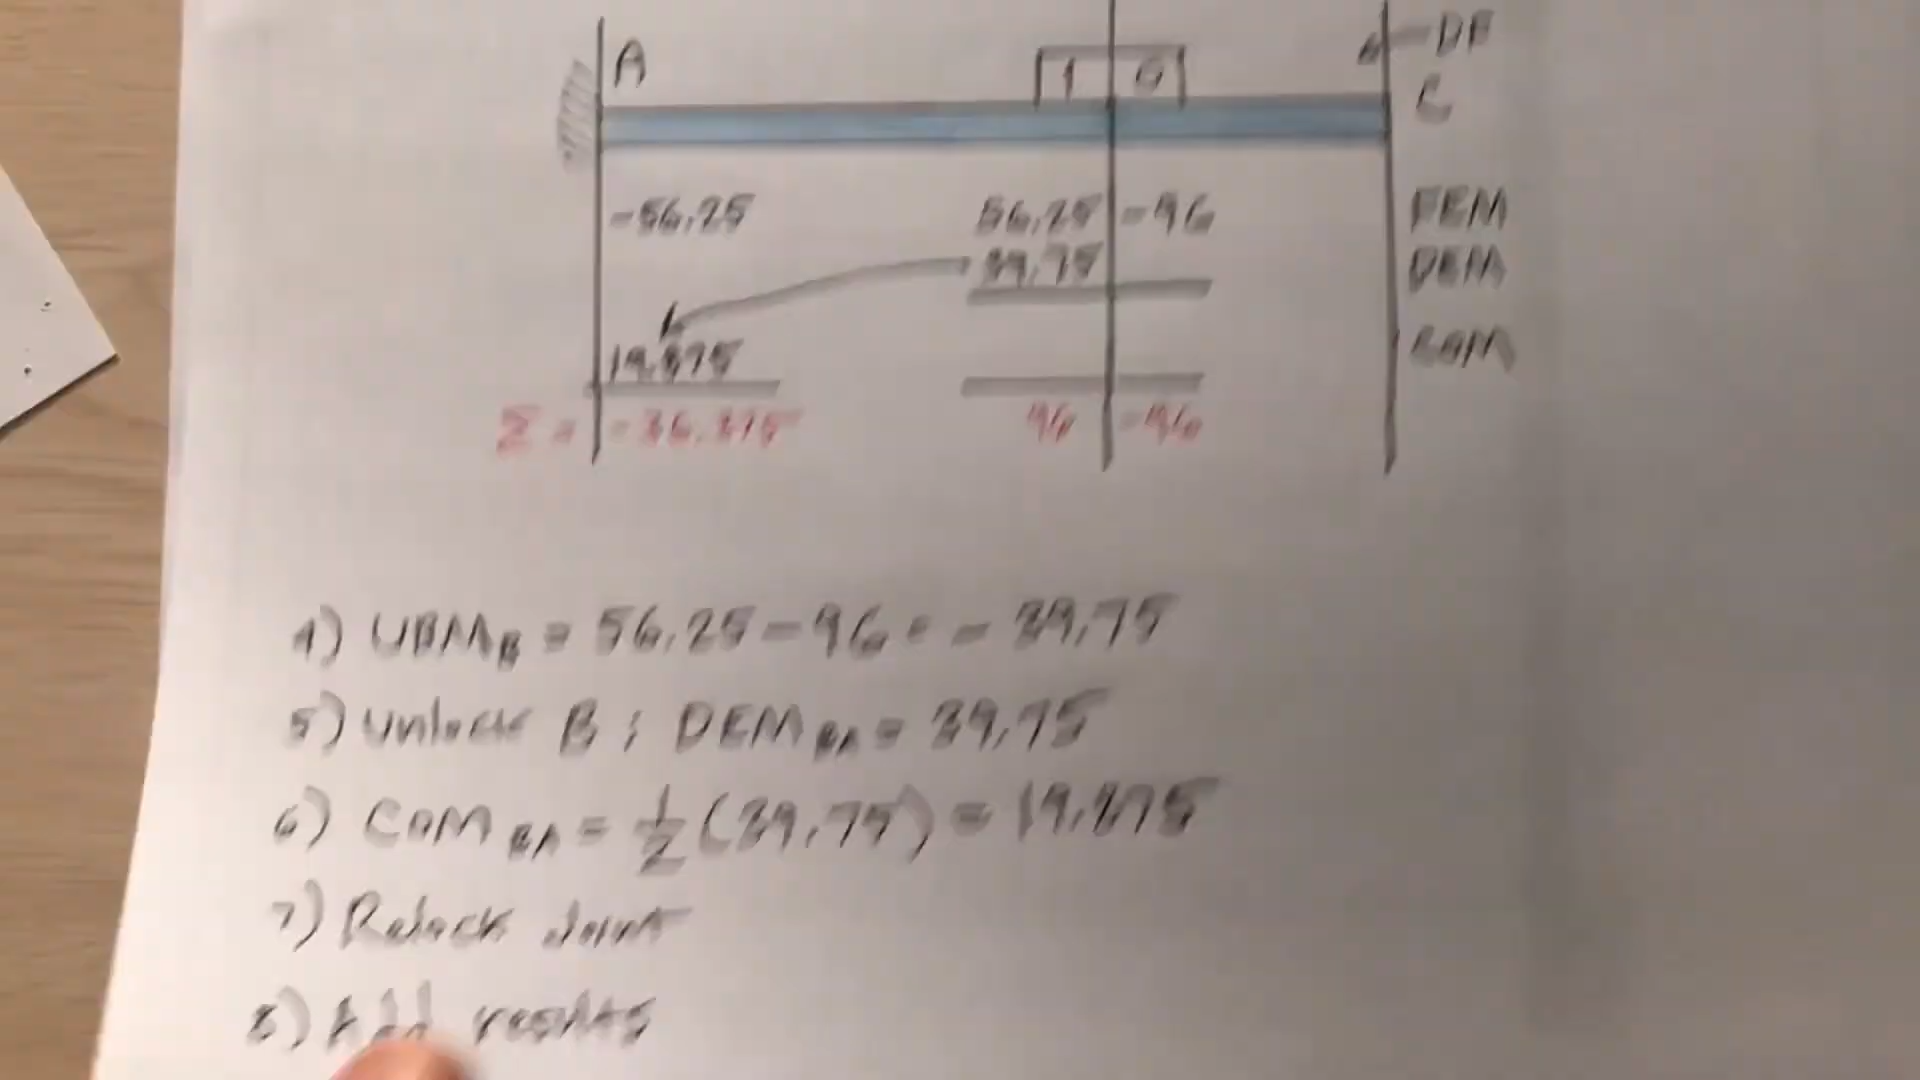 A
DF
1 0
C
-56.25 56.25 -96 FEM
39.75 DEM
19.875 COM
Σ = -36.375 96 -96
4) UBM_B = 56.25 - 96 = - 39.75
5) Unlock B ; DEM_BA = 39.75
6) COM_BA = 1/2 (39.75) = 19.875
7) Relock Joint
8) Add results